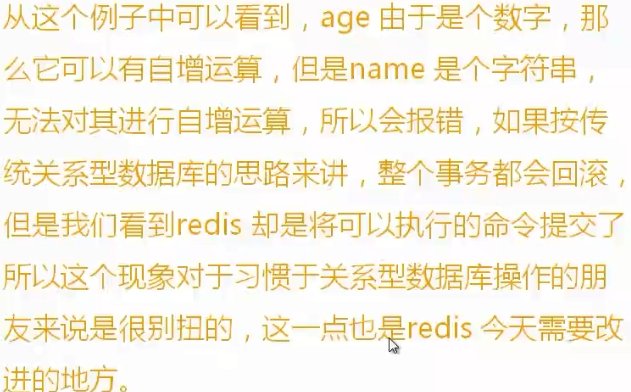 从这个例子中可以看到，age 由于是个数字，那
么它可以有自增运算，但是name 是个字符串，
无法对其进行自增运算，所以会报错，如果按传
统关系型数据库的思路来讲，整个事务都会回滚，
但是我们看到redis 却是将可以执行的命令提交了
所以这个现象对于习惯于关系型数据库操作的朋
友来说是很别扭的，这一点也是redis 今天需要改
进的地方。